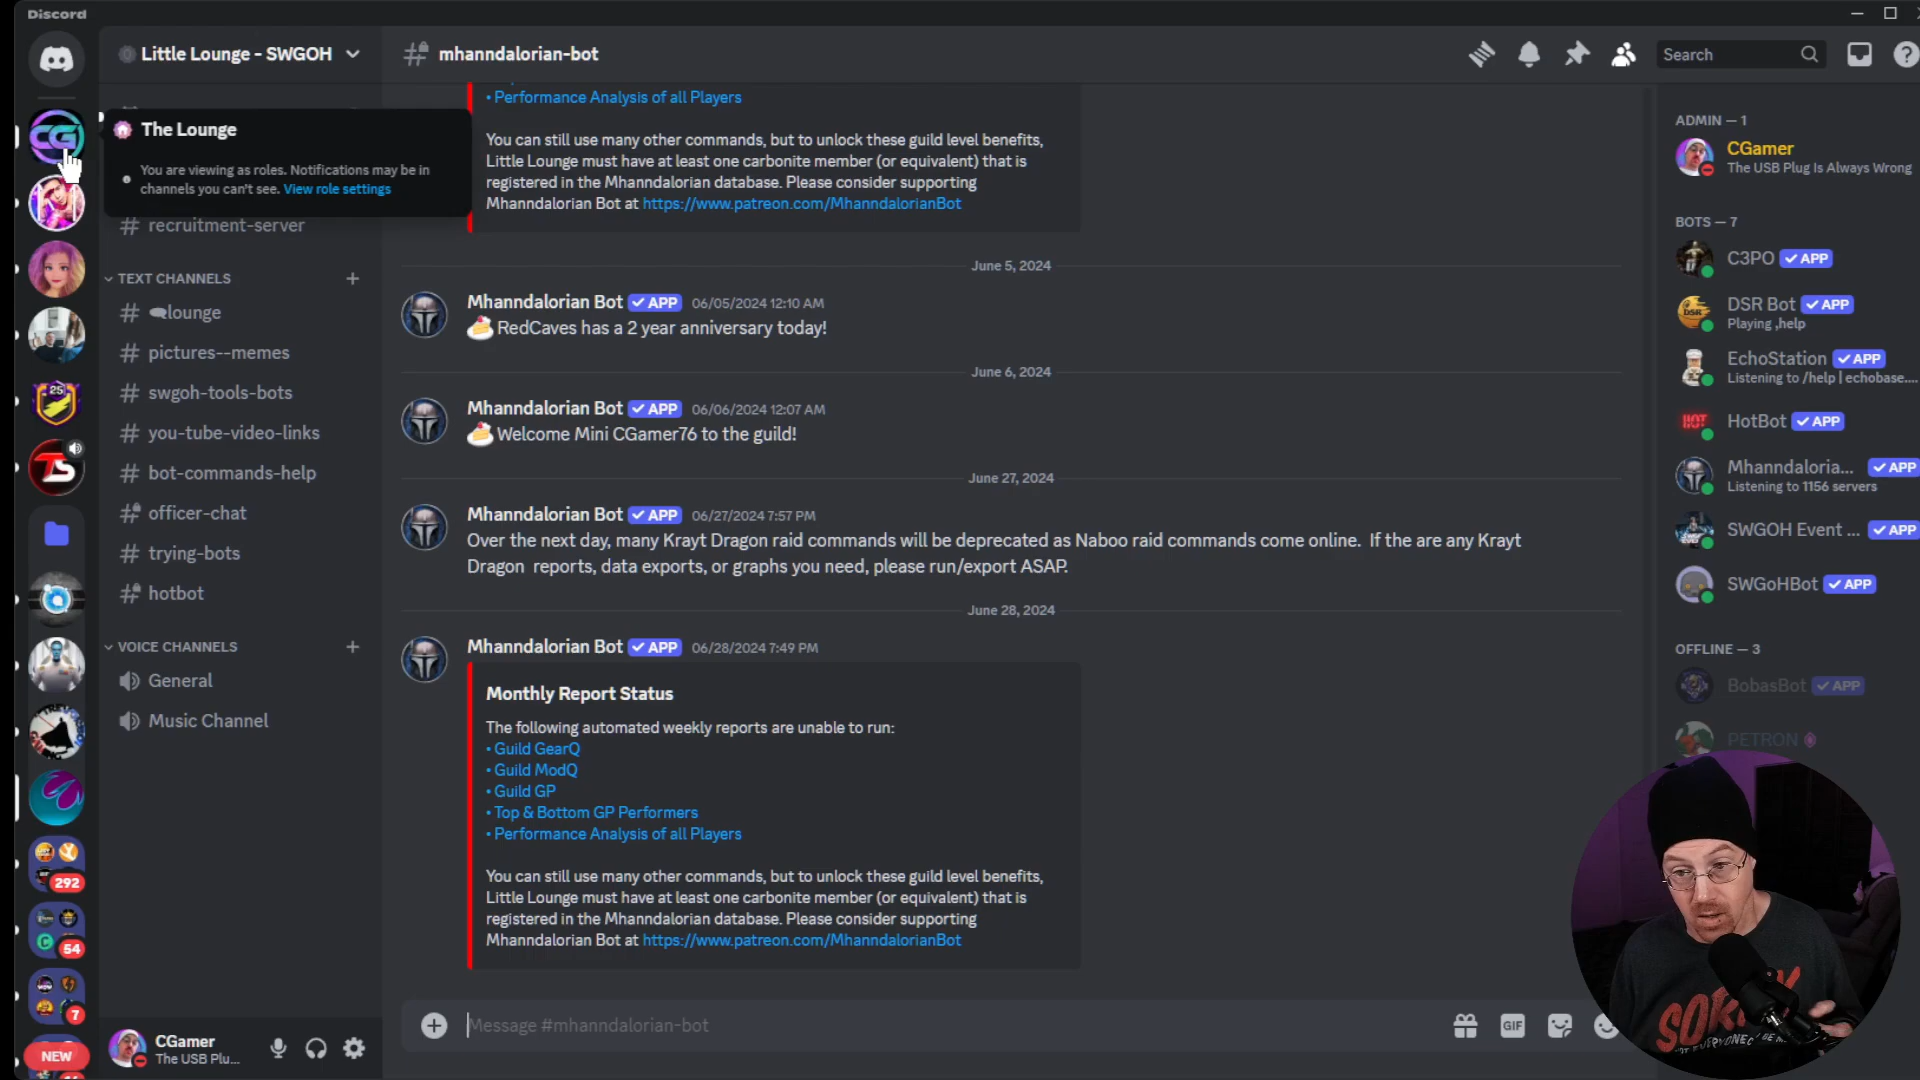 Discord
Little Lounge - SWGOH
mhanndalorian-bot
Search
CG
The Lounge
You are viewing as roles. Notifications may be in
channels you can't see. View role settings
recruitment-server
TEXT CHANNELS
lounge
pictures--memes
swgoh-tools-bots
you-tube-video-links
bot-commands-help
officer-chat
trying-bots
hotbot
VOICE CHANNELS
General
Music Channel
25
TS
292
54
7
NEW
CGamer
The USB Plu...
• Performance Analysis of all Players
You can still use many other commands, but to unlock these guild level benefits,
Little Lounge must have at least one carbonite member (or equivalent) that is
registered in the Mhanndalorian database. Please consider supporting
Mhanndalorian Bot at https://www.patreon.com/MhanndalorianBot
June 5, 2024
Mhanndalorian Bot ✓ APP 06/05/2024 12:10 AM
RedCaves has a 2 year anniversary today!
June 6, 2024
Mhanndalorian Bot ✓ APP 06/06/2024 12:07 AM
Welcome Mini CGamer76 to the guild!
June 27, 2024
Mhanndalorian Bot ✓ APP 06/27/2024 7:57 PM
Over the next day, many Krayt Dragon raid commands will be deprecated as Naboo raid commands come online. If the are any Krayt
Dragon reports, data exports, or graphs you need, please run/export ASAP.
June 28, 2024
Mhanndalorian Bot ✓ APP 06/28/2024 7:49 PM
Monthly Report Status
The following automated weekly reports are unable to run:
• Guild GearQ
• Guild ModQ
• Guild GP
• Top & Bottom GP Performers
• Performance Analysis of all Players
You can still use many other commands, but to unlock these guild level benefits,
Little Lounge must have at least one carbonite member (or equivalent) that is
registered in the Mhanndalorian database. Please consider supporting
Mhanndalorian Bot at https://www.patreon.com/MhanndalorianBot
Message #mhanndalorian-bot
GIF
ADMIN — 1
CGamer
The USB Plug Is Always Wrong
BOTS — 7
C3PO ✓ APP
DSR Bot ✓ APP
Playing ,help
EchoStation ✓ APP
Listening to /help | echobase....
HotBot ✓ APP
Mhanndaloria... ✓ APP
Listening to 1156 servers
SWGOH Event ... ✓ APP
SWGoHBot ✓ APP
OFFLINE — 3
BobasBot ✓ APP
PETRON